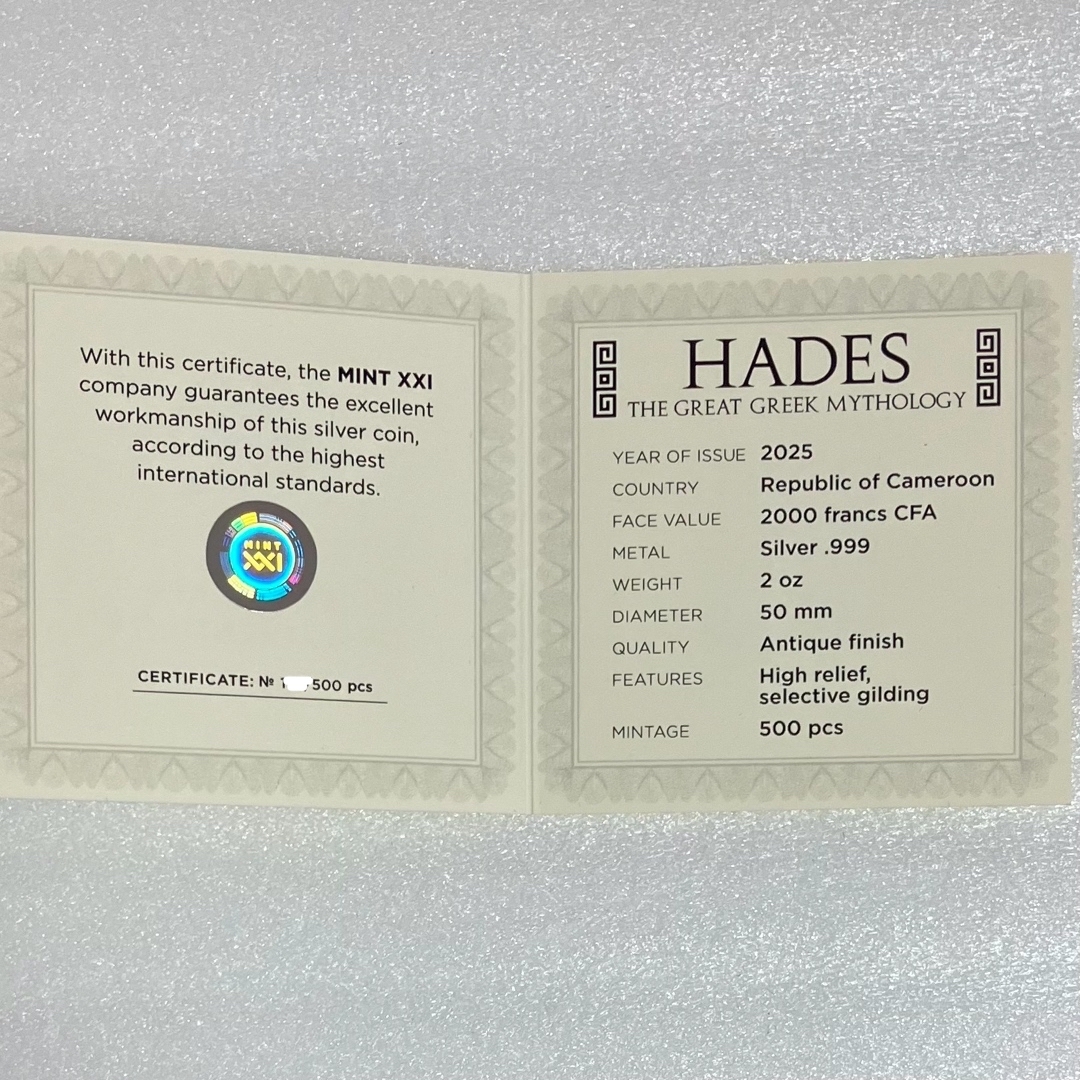 With this certificate, the MINT XXI
company guarantees the excellent
workmanship of this silver coin,
according to the highest
international standards.
MINT
XXI
CERTIFICATE: № 500 pcs
HADES
THE GREAT GREEK MYTHOLOGY
YEAR OF ISSUE 2025
COUNTRY Republic of Cameroon
FACE VALUE 2000 francs CFA
METAL Silver .999
WEIGHT 2 oz
DIAMETER 50 mm
QUALITY Antique finish
FEATURES High relief,
selective gilding
MINTAGE 500 pcs